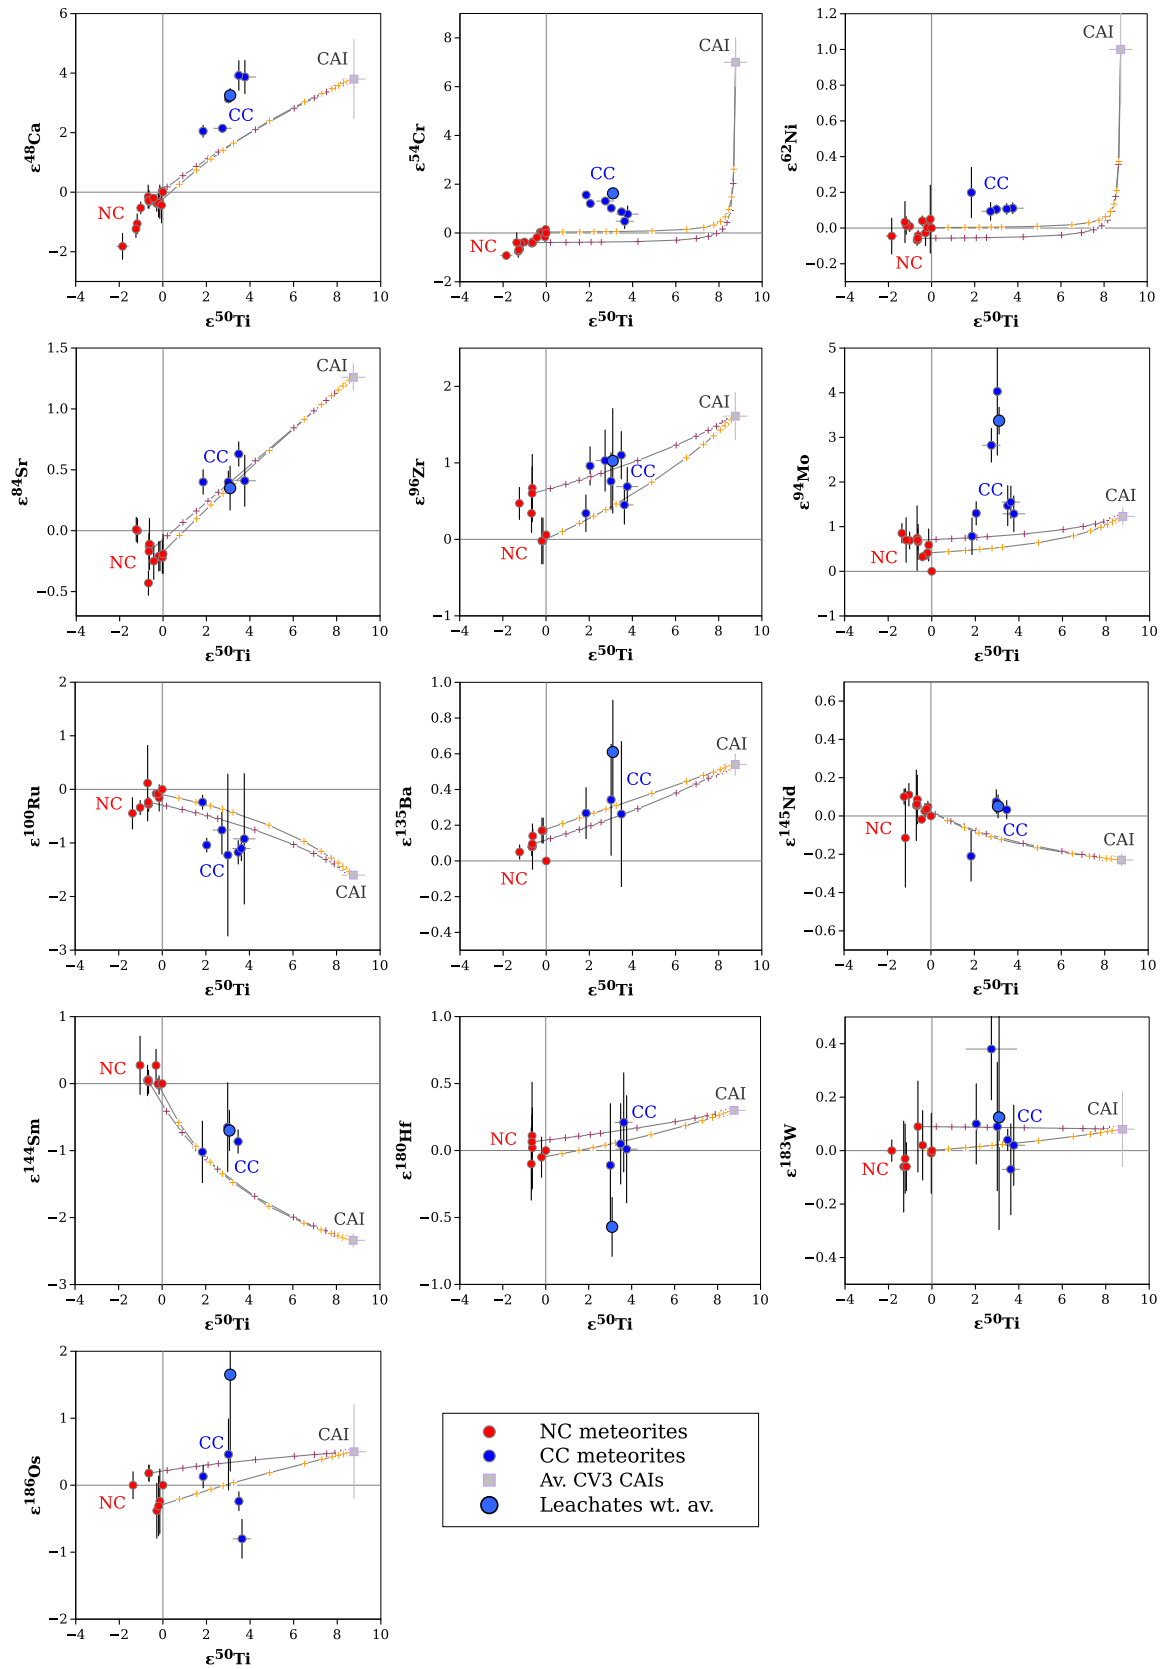 ε48Ca
6
4
2
0
−2
CAI
CC
NC
−4 −2 0 2 4 6 8 10
ε50Ti
ε54Cr
8
6
4
2
0
−2
CAI
CC
NC
−4 −2 0 2 4 6 8 10
ε50Ti
ε62Ni
1.2
1.0
0.8
0.6
0.4
0.2
0.0
−0.2
CAI
CC
NC
−4 −2 0 2 4 6 8 10
ε50Ti
ε84Sr
1.5
1.0
0.5
0.0
−0.5
CAI
CC
NC
−4 −2 0 2 4 6 8 10
ε50Ti
ε96Zr
2
1
0
−1
CAI
CC
NC
−4 −2 0 2 4 6 8 10
ε50Ti
ε94Mo
5
4
3
2
1
0
−1
CAI
CC
NC
−4 −2 0 2 4 6 8 10
ε50Ti
ε100Ru
2
1
0
−1
−2
−3
NC
CC
CAI
−4 −2 0 2 4 6 8 10
ε50Ti
ε135Ba
1.0
0.8
0.6
0.4
0.2
0.0
−0.2
−0.4
CAI
CC
NC
−4 −2 0 2 4 6 8 10
ε50Ti
ε145Nd
0.6
0.4
0.2
0.0
−0.2
−0.4
−0.6
NC
CC
CAI
−4 −2 0 2 4 6 8 10
ε50Ti
ε144Sm
1
0
−1
−2
−3
NC
CC
CAI
−4 −2 0 2 4 6 8 10
ε50Ti
ε180Hf
1.0
0.5
0.0
−0.5
−1.0
CC
CAI
NC
−4 −2 0 2 4 6 8 10
ε50Ti
ε183W
0.4
0.2
0.0
−0.2
−0.4
CC
CAI
NC
−4 −2 0 2 4 6 8 10
ε50Ti
ε186Os
2
1
0
−1
−2
CC
CAI
NC
−4 −2 0 2 4 6 8 10
ε50Ti
NC meteorites
CC meteorites
Av. CV3 CAIs
Leachates wt. av.